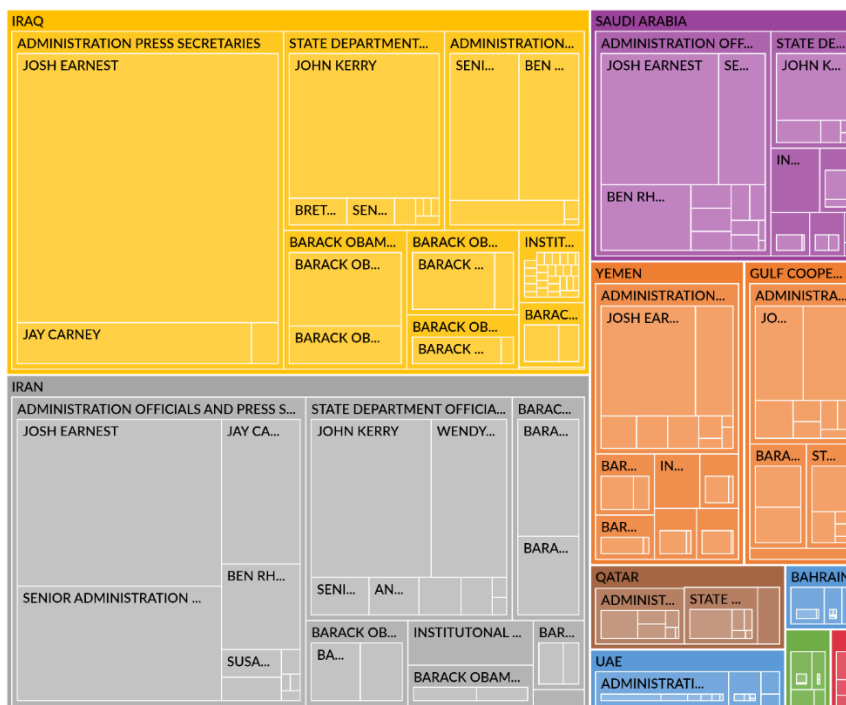 IRAQ
ADMINISTRATION PRESS SECRETARIES
JOSH EARNEST
JAY CARNEY
STATE DEPARTMENT...
JOHN KERRY
BRET...
SEN...
ADMINISTRATION...
SENI...
BEN ...
BARACK OBAM...
BARACK OB...
BARACK OB...
BARACK OB...
BARACK ...
BARACK OB...
BARACK ...
INSTIT...
BARAC...
IRAN
ADMINISTRATION OFFICIALS AND PRESS S...
JOSH EARNEST
JAY CA...
SENIOR ADMINISTRATION ...
BEN RH...
SUSA...
STATE DEPARTMENT OFFICIA...
JOHN KERRY
WENDY...
SENI...
AN...
BARAC...
BARA...
BARA...
BARACK OB...
BA...
INSTITUTONAL ...
BARACK OBAM...
BAR...
SAUDI ARABIA
ADMINISTRATION OFF...
JOSH EARNEST
SE...
BEN RH...
STATE DE...
JOHN K...
IN...
YEMEN
ADMINISTRATION...
JOSH EAR...
BAR...
IN...
BAR...
GULF COOPE...
ADMINISTRA...
JO...
BARA...
ST...
QATAR
ADMINIST...
STATE ...
BAHRAIN
UAE
ADMINISTRATI...